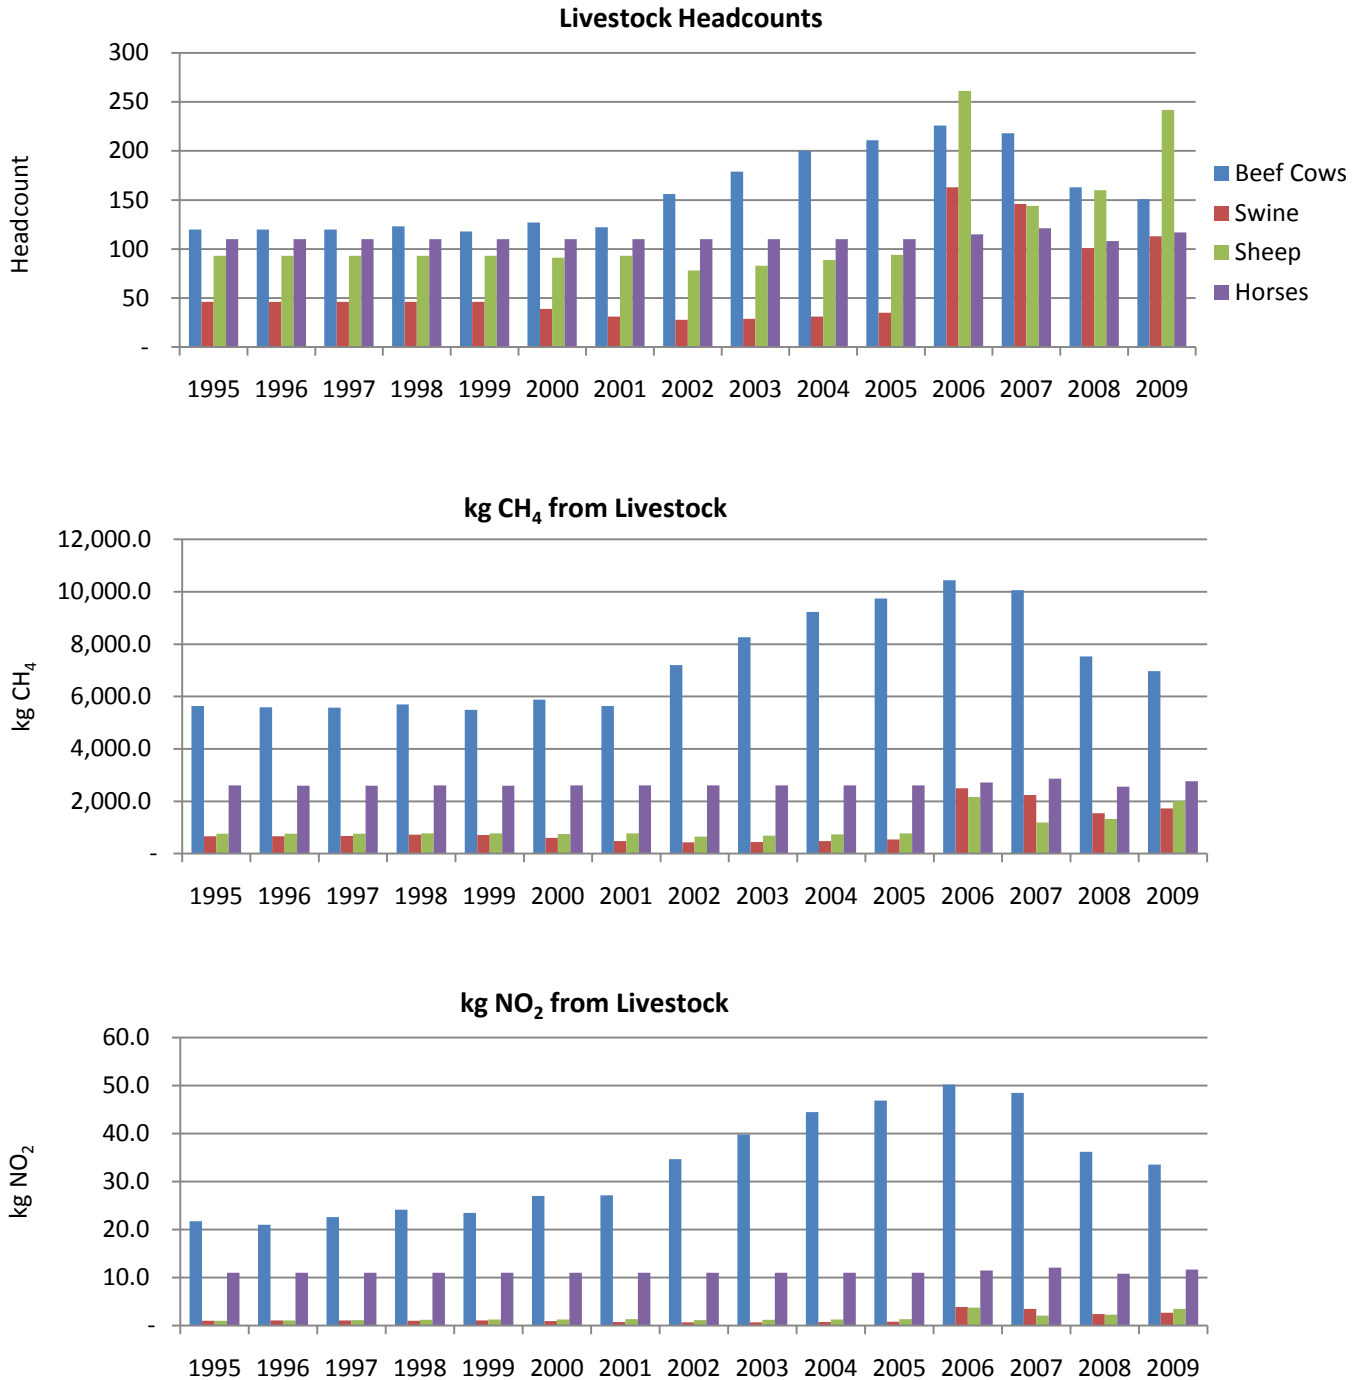 Livestock Headcounts
300
250
200
150
100
50
-
Headcount
1995 1996 1997 1998 1999 2000 2001 2002 2003 2004 2005 2006 2007 2008 2009
Beef Cows
Swine
Sheep
Horses
kg CH₄ from Livestock
12,000.0
10,000.0
8,000.0
6,000.0
4,000.0
2,000.0
-
kg CH₄
1995 1996 1997 1998 1999 2000 2001 2002 2003 2004 2005 2006 2007 2008 2009
kg NO₂ from Livestock
60.0
50.0
40.0
30.0
20.0
10.0
-
kg NO₂
1995 1996 1997 1998 1999 2000 2001 2002 2003 2004 2005 2006 2007 2008 2009